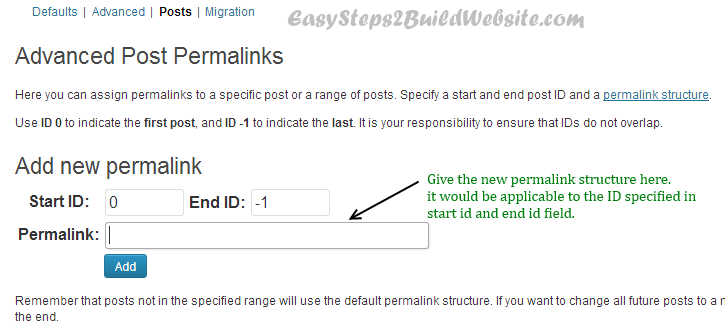 Defaults | Advanced | Posts | Migration
EasySteps2BuildWebsite.com
Advanced Post Permalinks
Here you can assign permalinks to a specific post or a range of posts. Specify a start and end post ID and a permalink structure.
Use ID 0 to indicate the first post, and ID -1 to indicate the last. It is your responsibility to ensure that IDs do not overlap.
Add new permalink
Start ID: 0 End ID: -1
Permalink:
Add
Give the new permalink structure here.
it would be applicable to the ID specified in
start id and end id field.
Remember that posts not in the specified range will use the default permalink structure. If you want to change all future posts to a
the end.